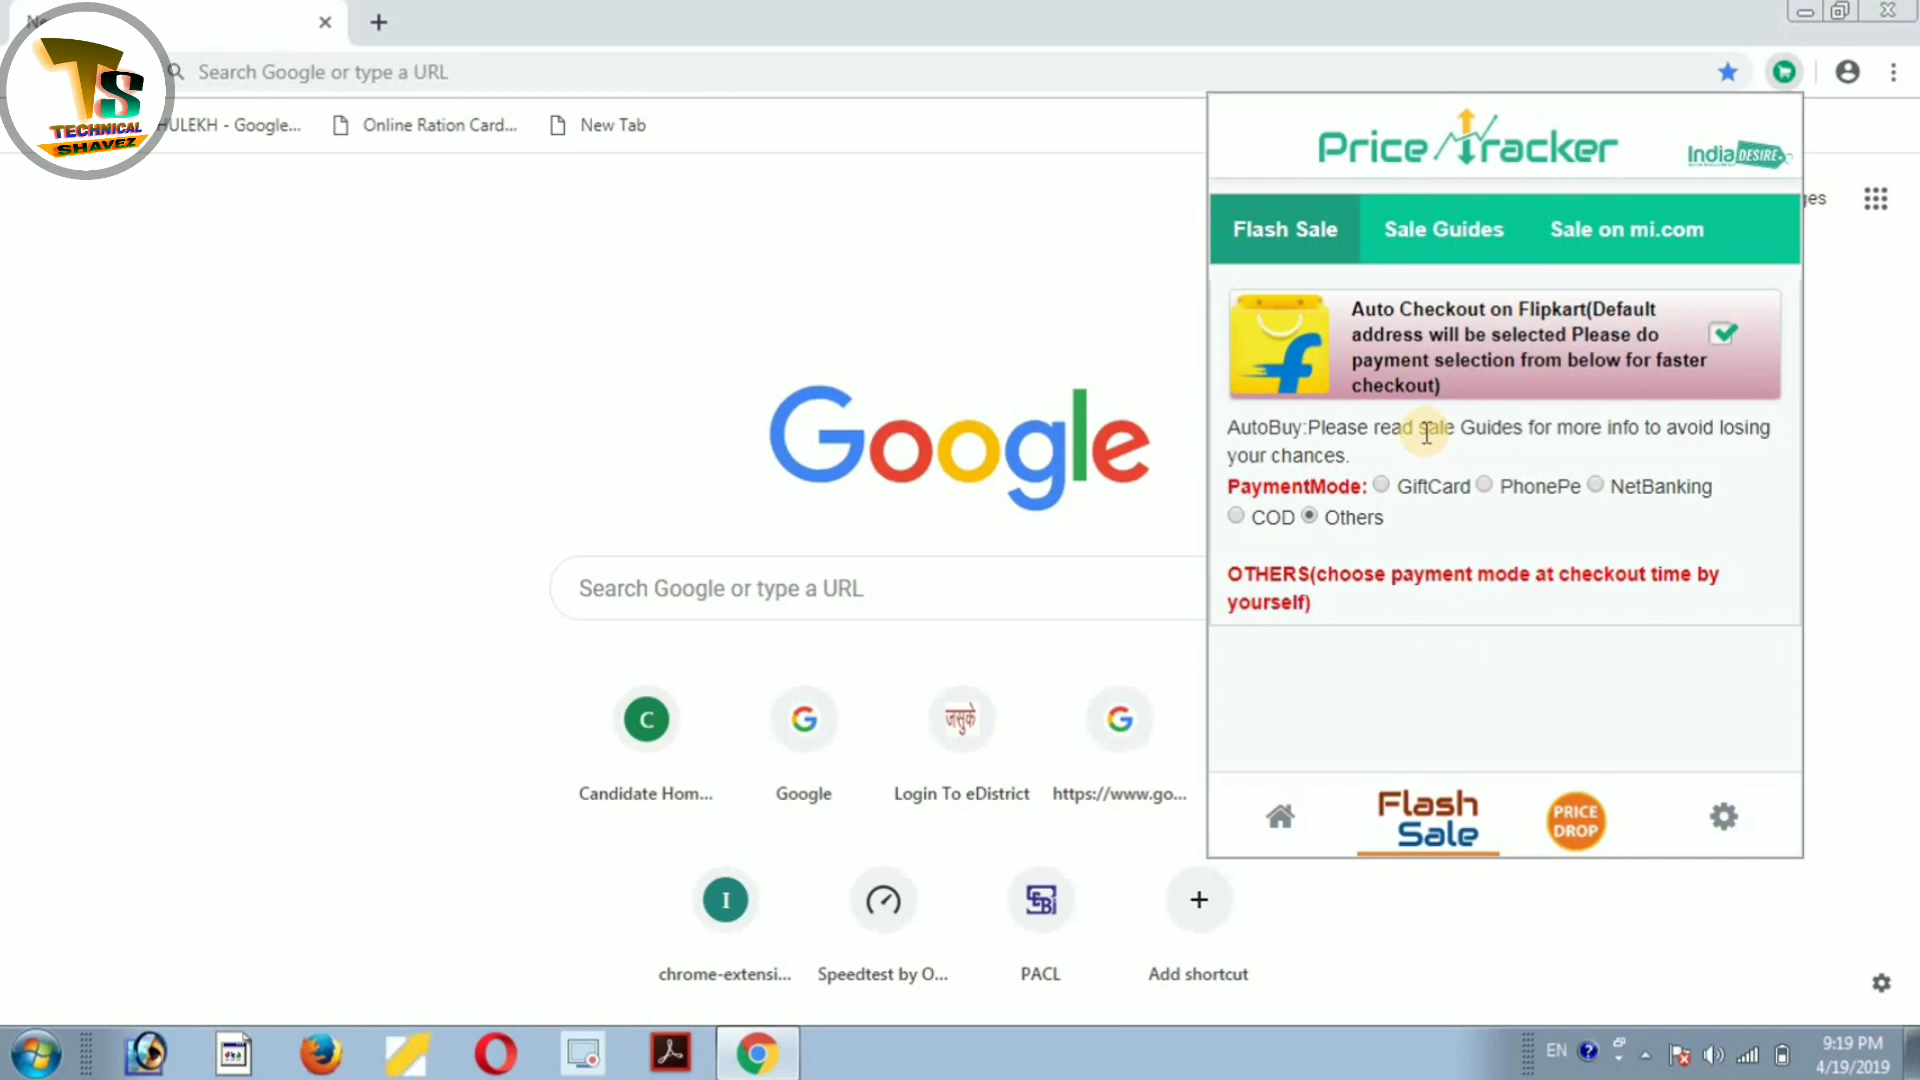 Search Google or type a URL
TS
TECHNICAL
SHAVEZ
HULEKH - Google...
Online Ration Card...
New Tab
Price Tracker
India DESIRE
Flash Sale
Sale Guides
Sale on mi.com
Auto Checkout on Flipkart(Default
address will be selected Please do
payment selection from below for faster
checkout)
AutoBuy:Please read sale Guides for more info to avoid losing
your chances.
PaymentMode: GiftCard PhonePe NetBanking
COD Others
OTHERS(choose payment mode at checkout time by
yourself)
Flash
Sale
PRICE
DROP
Google
Search Google or type a URL
C
जसुके
Candidate Hom...
Google
Login To eDistrict
https://www.go...
I
SEBI
chrome-extensi...
Speedtest by O...
PACL
Add shortcut
EN
9:19 PM
4/19/2019